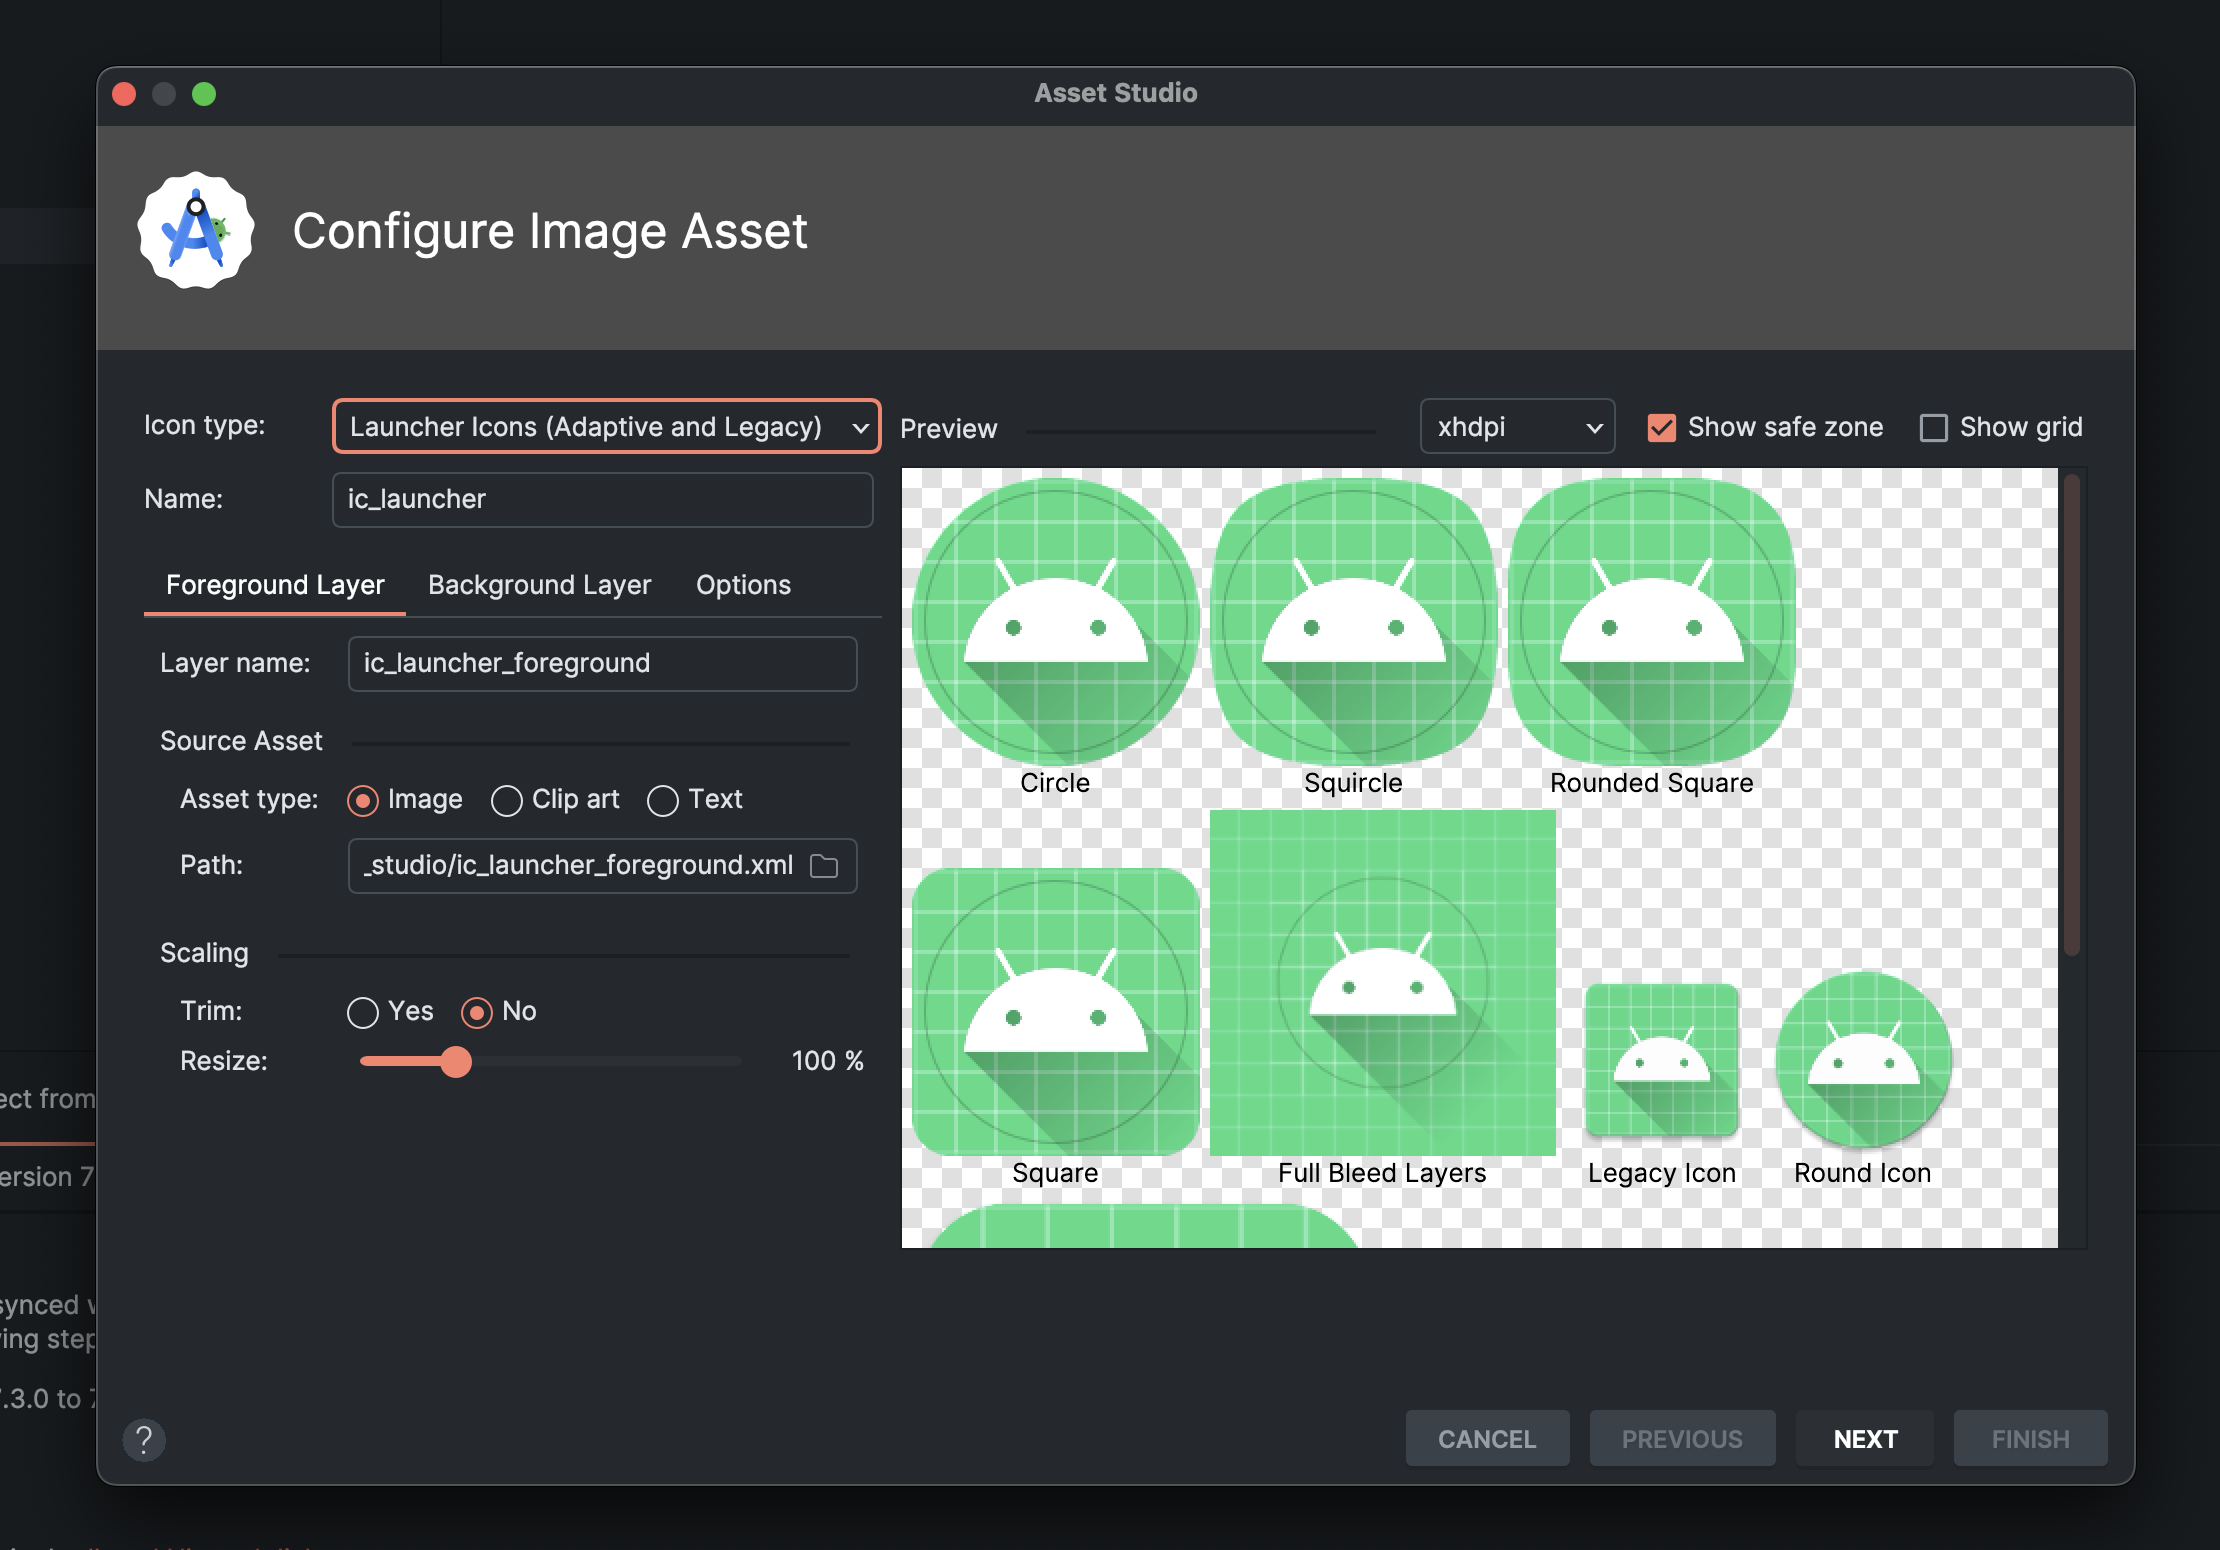 Asset Studio
Configure Image Asset
Icon type:
Launcher Icons (Adaptive and Legacy)
Name:
ic_launcher
Foreground Layer
Background Layer
Options
Layer name:
ic_launcher_foreground
Source Asset
Asset type:
Image
Clip art
Text
Path:
_studio/ic_launcher_foreground.xml
Scaling
Trim:
Yes
No
Resize:
100 %
Preview
xhdpi
Show safe zone
Show grid
Circle
Squircle
Rounded Square
Square
Full Bleed Layers
Legacy Icon
Round Icon
ect from
ersion 7
synced
ing step
.3.0 to
?
CANCEL
PREVIOUS
NEXT
FINISH